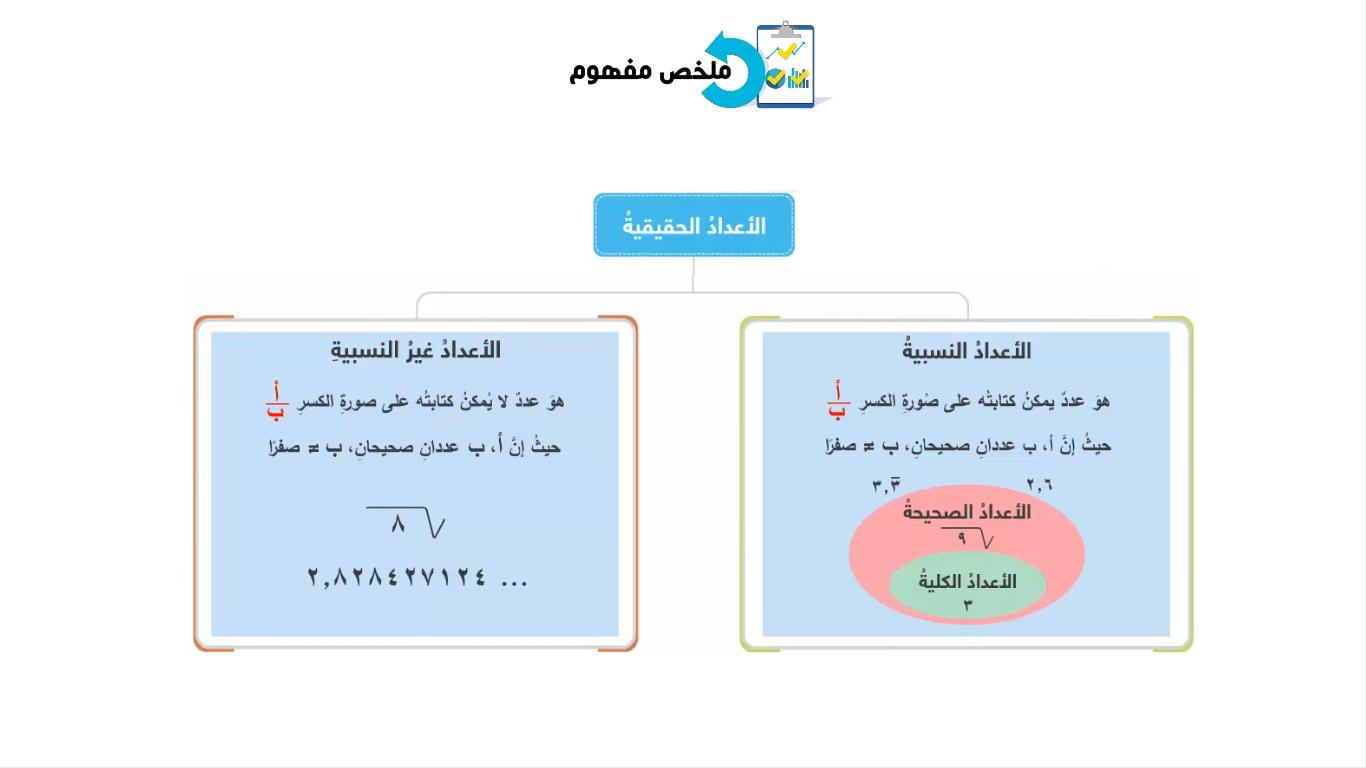 ملخص مفهوم
الأعدادُ الحقيقيةُ
الأعدادُ النسبيةُ
هوَ عددٌ يمكنُ كتابتُه على صُورةِ الكسرِ أ/ب
حيثُ إنَّ أ، ب عددانِ صحيحانِ، ب ≠ صفرًا
٢,٦
٣,٣̅
الأعدادُ الصحيحةُ
√٩
الأعدادُ الكليةُ
٣
الأعدادُ غيرُ النسبيةِ
هوَ عددٌ لا يُمكنُ كتابتُه على صورةِ الكسرِ أ/ب
حيثُ إنَّ أ، ب عددانِ صحيحانِ، ب ≠ صفرًا
√٨
٢,٨٢٨٤٢٧١٢٤ ...